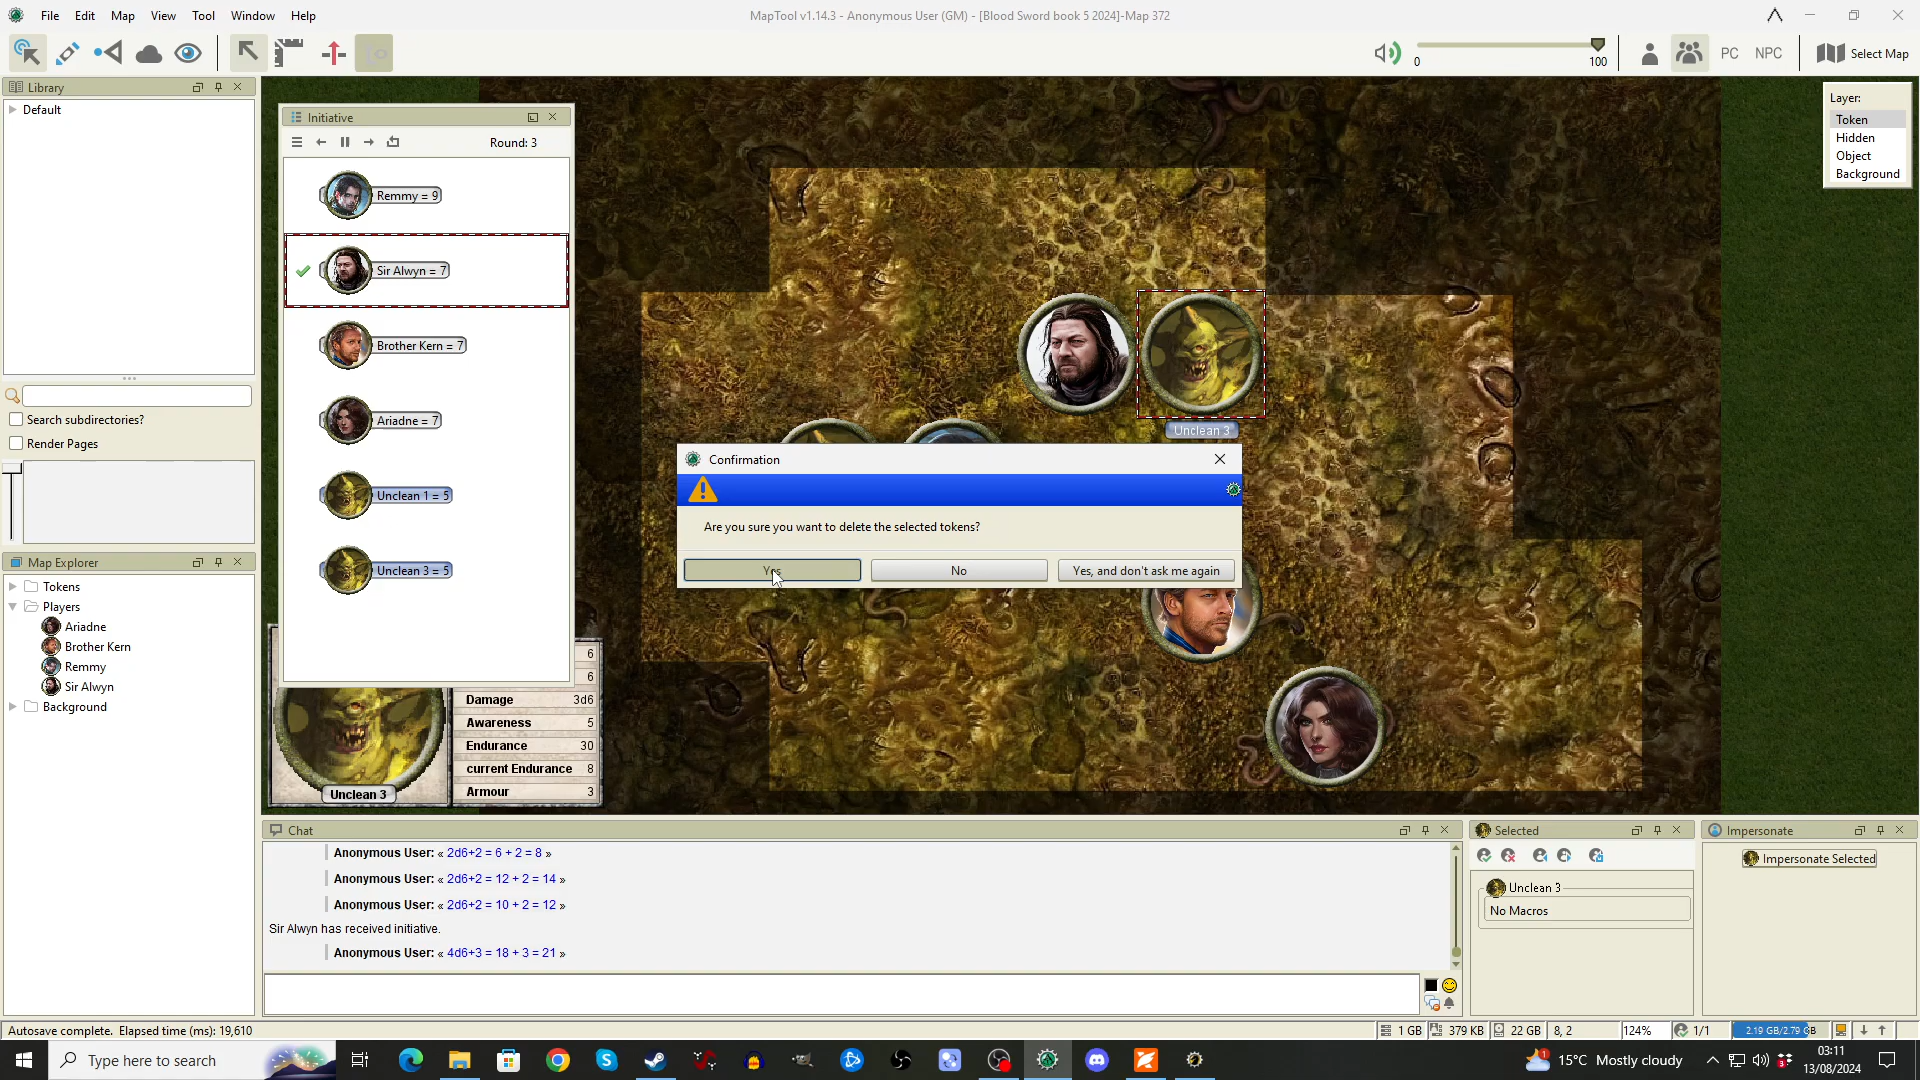 File Edit Map View Tool Window Help
MapTool v1.14.3 - Anonymous User (GM) - [Blood Sword book 5 2024]-Map 372
0 100
PC NPC
Select Map
Library
Default
Search subdirectories?
Render Pages
Map Explorer
Tokens
Players
Ariadne
Brother Kern
Remmy
Sir Alwyn
Background
Initiative
Round: 3
Remmy = 9
Sir Alwyn = 7
Brother Kern = 7
Ariadne = 7
Unclean 1 = 5
Unclean 3 = 5
6
6
Damage 3d6
Awareness 5
Endurance 30
current Endurance 8
Armour 3
Unclean 3
Unclean 3
Confirmation
Are you sure you want to delete the selected tokens?
Yes
No
Yes, and don't ask me again
Layer:
Token
Hidden
Object
Background
Chat
Anonymous User: « 2d6+2 = 6 + 2 = 8 »
Anonymous User: « 2d6+2 = 12 + 2 = 14 »
Anonymous User: « 2d6+2 = 10 + 2 = 12 »
Sir Alwyn has received initiative.
Anonymous User: « 4d6+3 = 18 + 3 = 21 »
Selected
Unclean 3
No Macros
Impersonate
Impersonate Selected
Autosave complete. Elapsed time (ms): 19,610
1 GB 379 KB 22 GB 8, 2 124% 1/1 2.19 GB/2.79 GB
Type here to search
15°C Mostly cloudy
03:11
13/08/2024